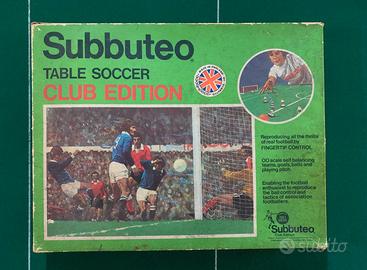 Subbuteo
TABLE SOCCER
CLUB EDITION
Reproducing all the thrills
of real football by
FINGERTIP CONTROL
OO scale self balancing
teams, goals, balls and
playing pitch.
Enabling the football
enthusiast to reproduce
the ball control and
tactics of association
footballers.
Subbuteo
Club Edition
subito